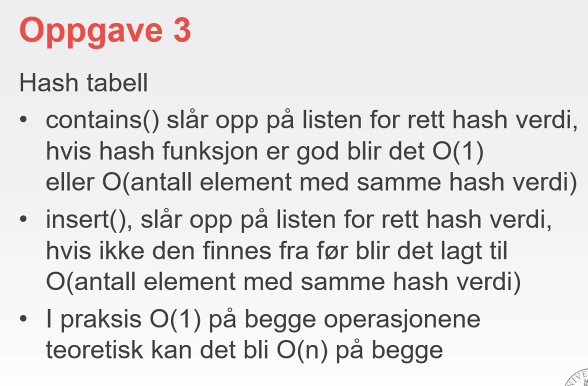 Oppgave 3
Hash tabell
• contains() slår opp på listen for rett hash verdi,
hvis hash funksjon er god blir det O(1)
eller O(antall element med samme hash verdi)
• insert(), slår opp på listen for rett hash verdi,
hvis ikke den finnes fra før blir det lagt til
O(antall element med samme hash verdi)
• I praksis O(1) på begge operasjonene
teoretisk kan det bli O(n) på begge